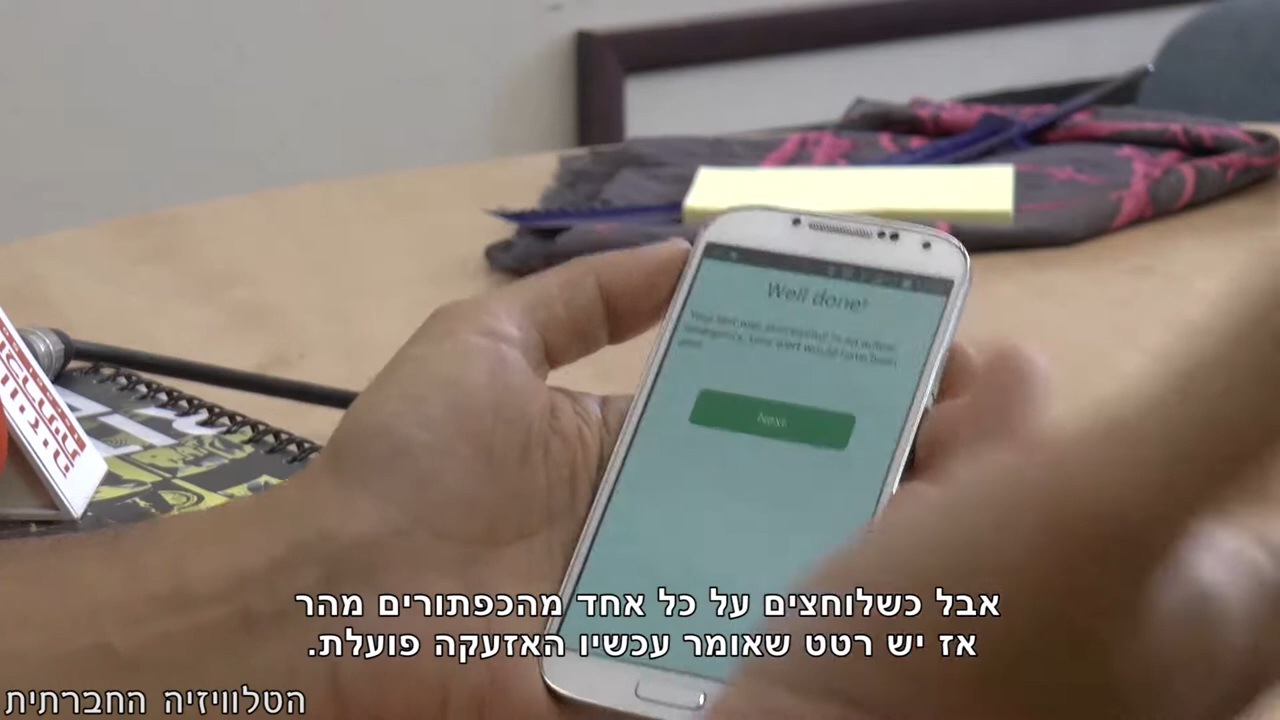 Well done!
Next
אבל כשלוחצים על כל אחד מהכפתורים מהר
אז יש רטט שאומר עכשיו האזעקה פועלת.
הטלוויזיה החברתית